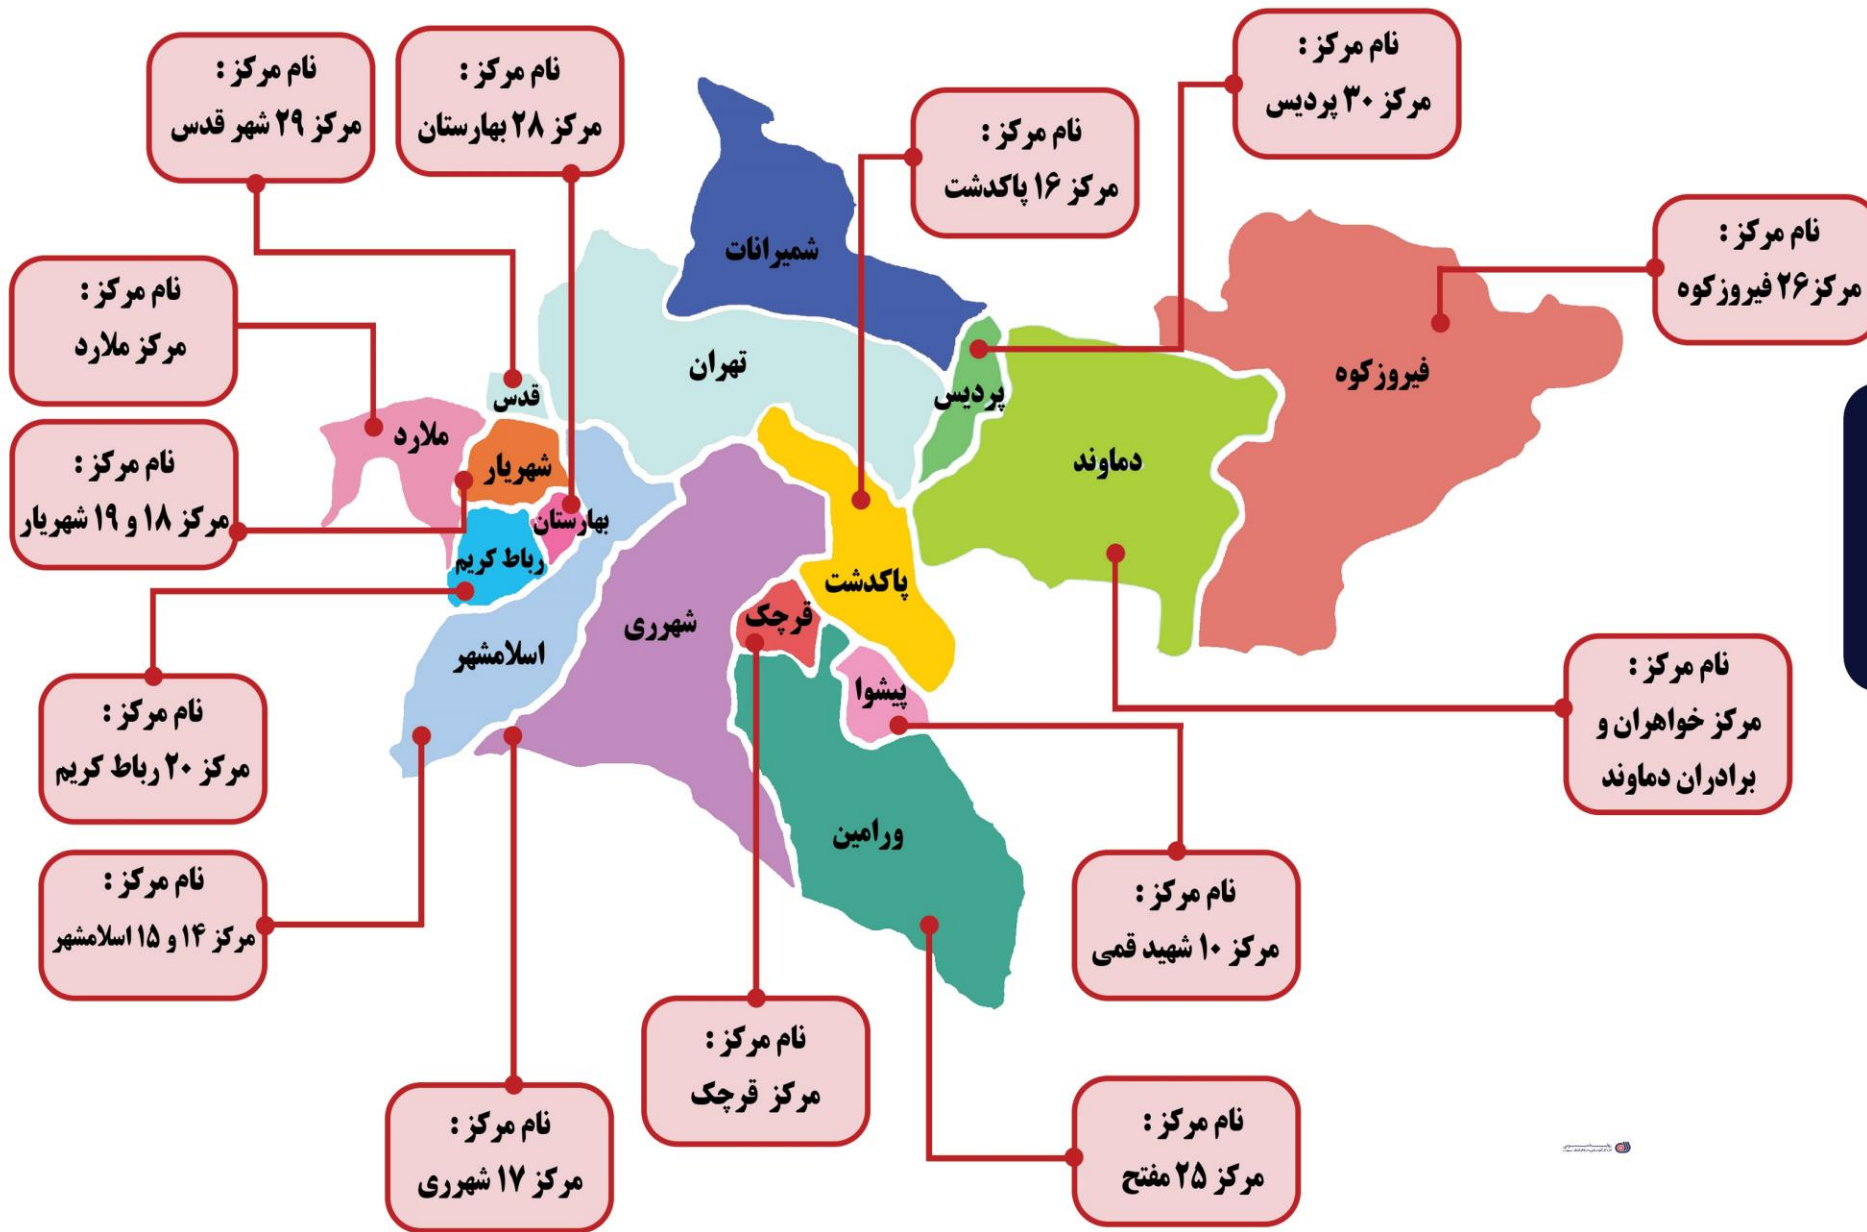 نام مرکز :
مرکز ۳۰ پردیس
نام مرکز :
مرکز ۲۸ بهارستان
نام مرکز :
مرکز ۲۹ شهر قدس
نام مرکز :
مرکز ۱۶ پاکدشت
نام مرکز :
مرکز۲۶ فیروزکوه
نام مرکز :
مرکز ملارد
نام مرکز :
مرکز ۱۸ و ۱۹ شهریار
شمیرانات
تهران
قدس
ملارد
شهریار
بهارستان
رباط کریم
پردیس
دماوند
فیروزکوه
پاکدشت
شهرری
قرچک
اسلامشهر
پیشوا
ورامین
نام مرکز :
مرکز خواهران و
برادران دماوند
نام مرکز :
مرکز ۲۰ رباط کریم
نام مرکز :
مرکز ۱۴ و ۱۵ اسلامشهر
نام مرکز :
مرکز ۱۰ شهید قمی
نام مرکز :
مرکز قرچک
نام مرکز :
مرکز ۱۷ شهرری
نام مرکز :
مرکز ۲۵ مفتح